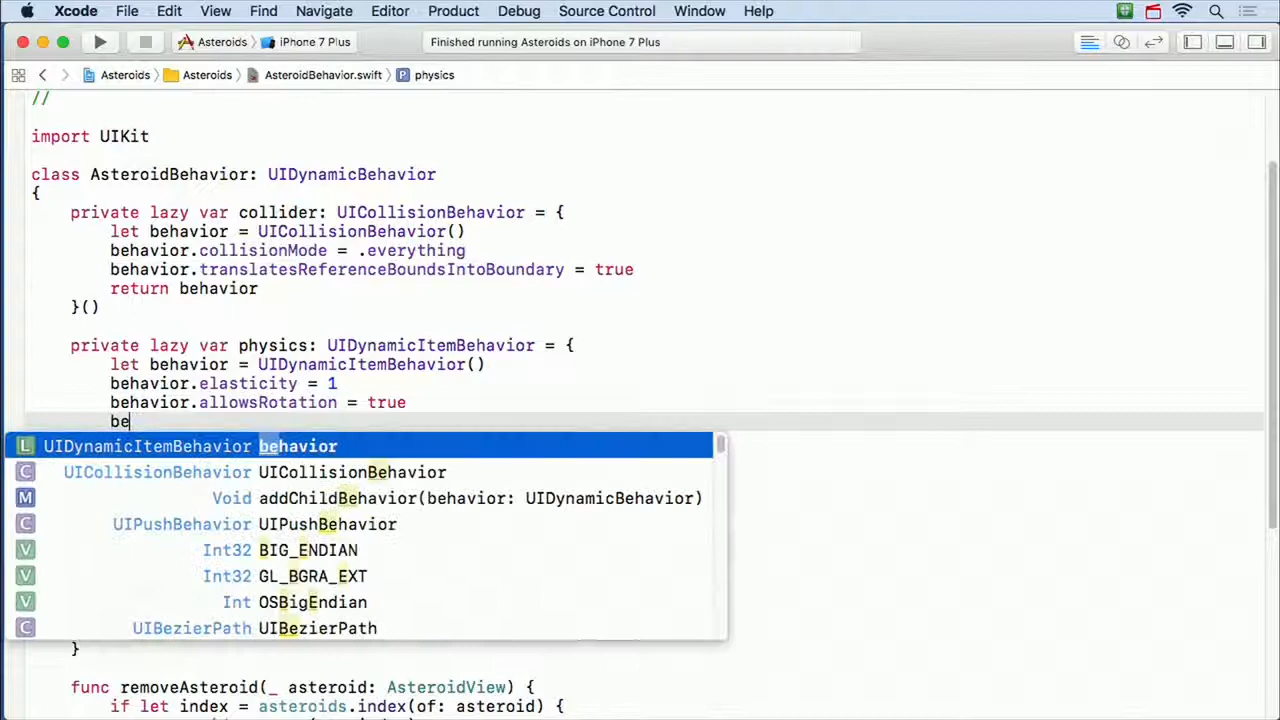 Xcode File Edit View Find Navigate Editor Product Debug Source Control Window Help
Asteroids iPhone 7 Plus Finished running Asteroids on iPhone 7 Plus
Asteroids Asteroids AsteroidBehavior.swift P physics
//
import UIKit
class AsteroidBehavior: UIDynamicBehavior
{
private lazy var collider: UICollisionBehavior = {
let behavior = UICollisionBehavior()
behavior.collisionMode = .everything
behavior.translatesReferenceBoundsIntoBoundary = true
return behavior
}()
private lazy var physics: UIDynamicItemBehavior = {
let behavior = UIDynamicItemBehavior()
behavior.elasticity = 1
behavior.allowsRotation = true
be
L UIDynamicItemBehavior behavior
C UICollisionBehavior UICollisionBehavior
M Void addChildBehavior(behavior: UIDynamicBehavior)
C UIPushBehavior UIPushBehavior
V Int32 BIG_ENDIAN
V Int32 GL_BGRA_EXT
V Int OSBigEndian
C UIBezierPath UIBezierPath
}
func removeAsteroid(_ asteroid: AsteroidView) {
if let index = asteroids.index(of: asteroid) {